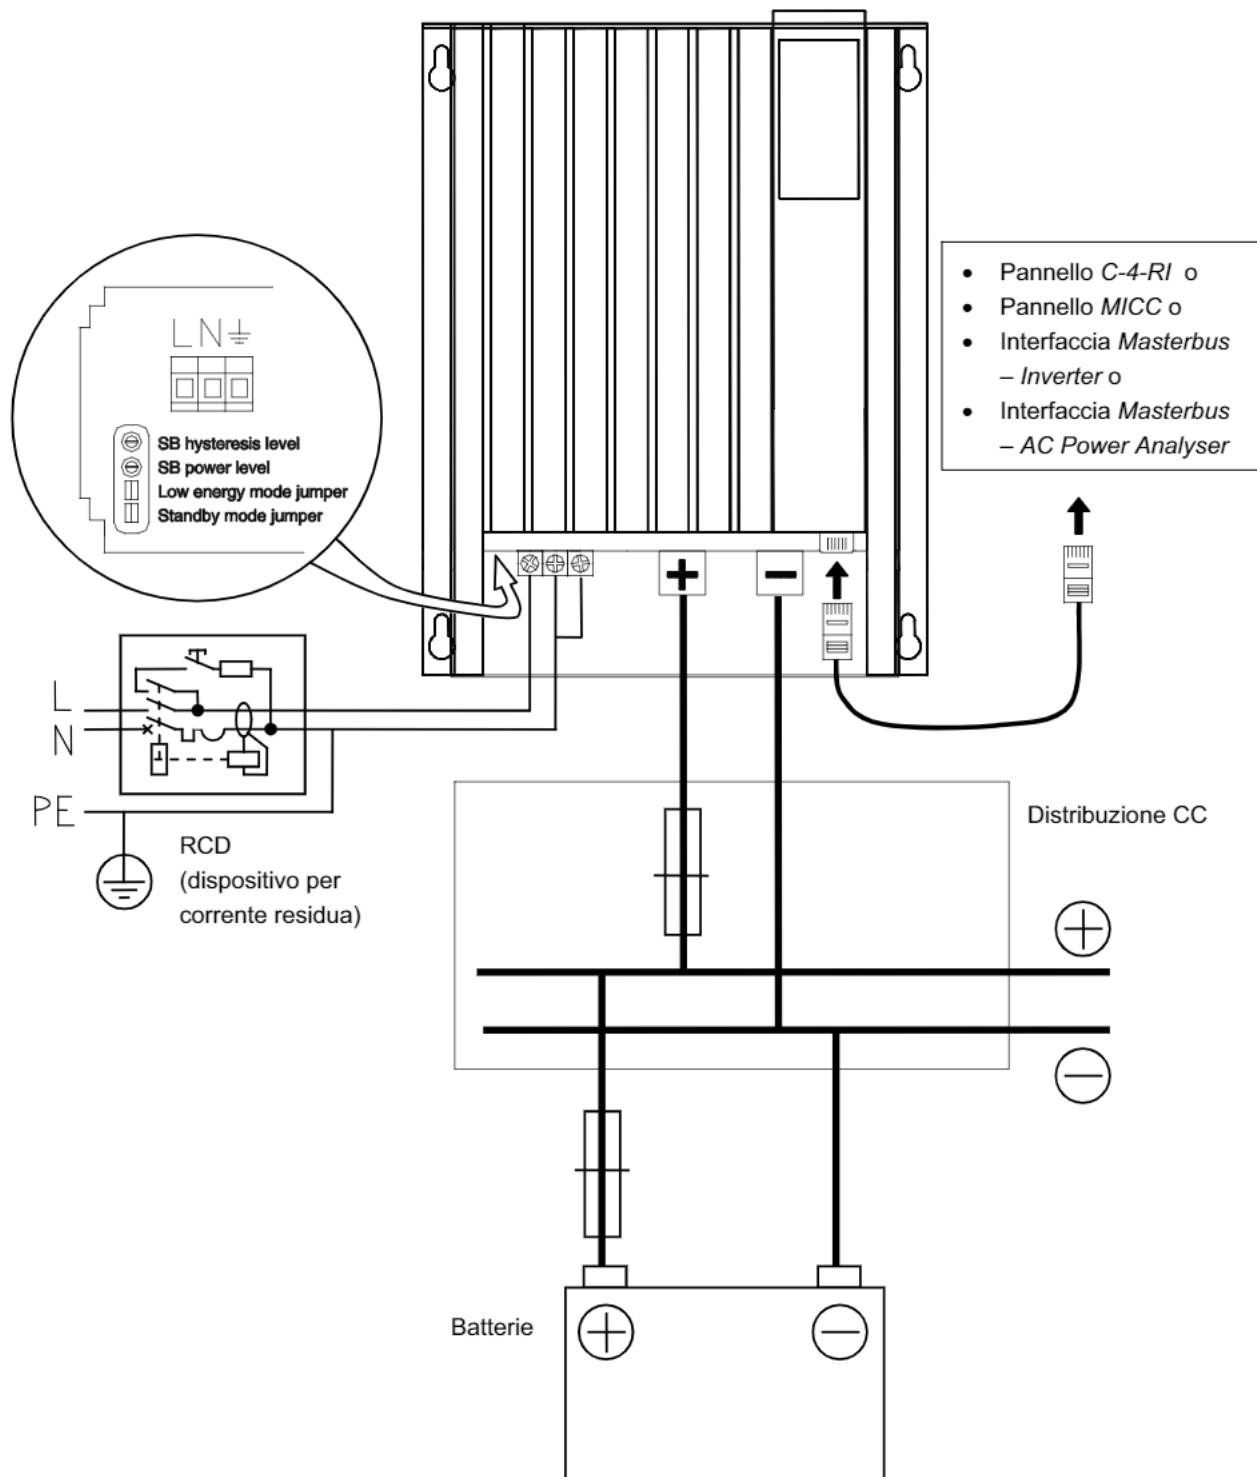 • Pannello C-4-RI o
• Pannello MICC o
• Interfaccia Masterbus
– Inverter o
• Interfaccia Masterbus
– AC Power Analyser
L N
SB hysteresis level
SB power level
Low energy mode jumper
Standby mode jumper
+ −
L
N
PE
RCD
(dispositivo per
corrente residua)
Distribuzione CC
+
−
Batterie
+ −